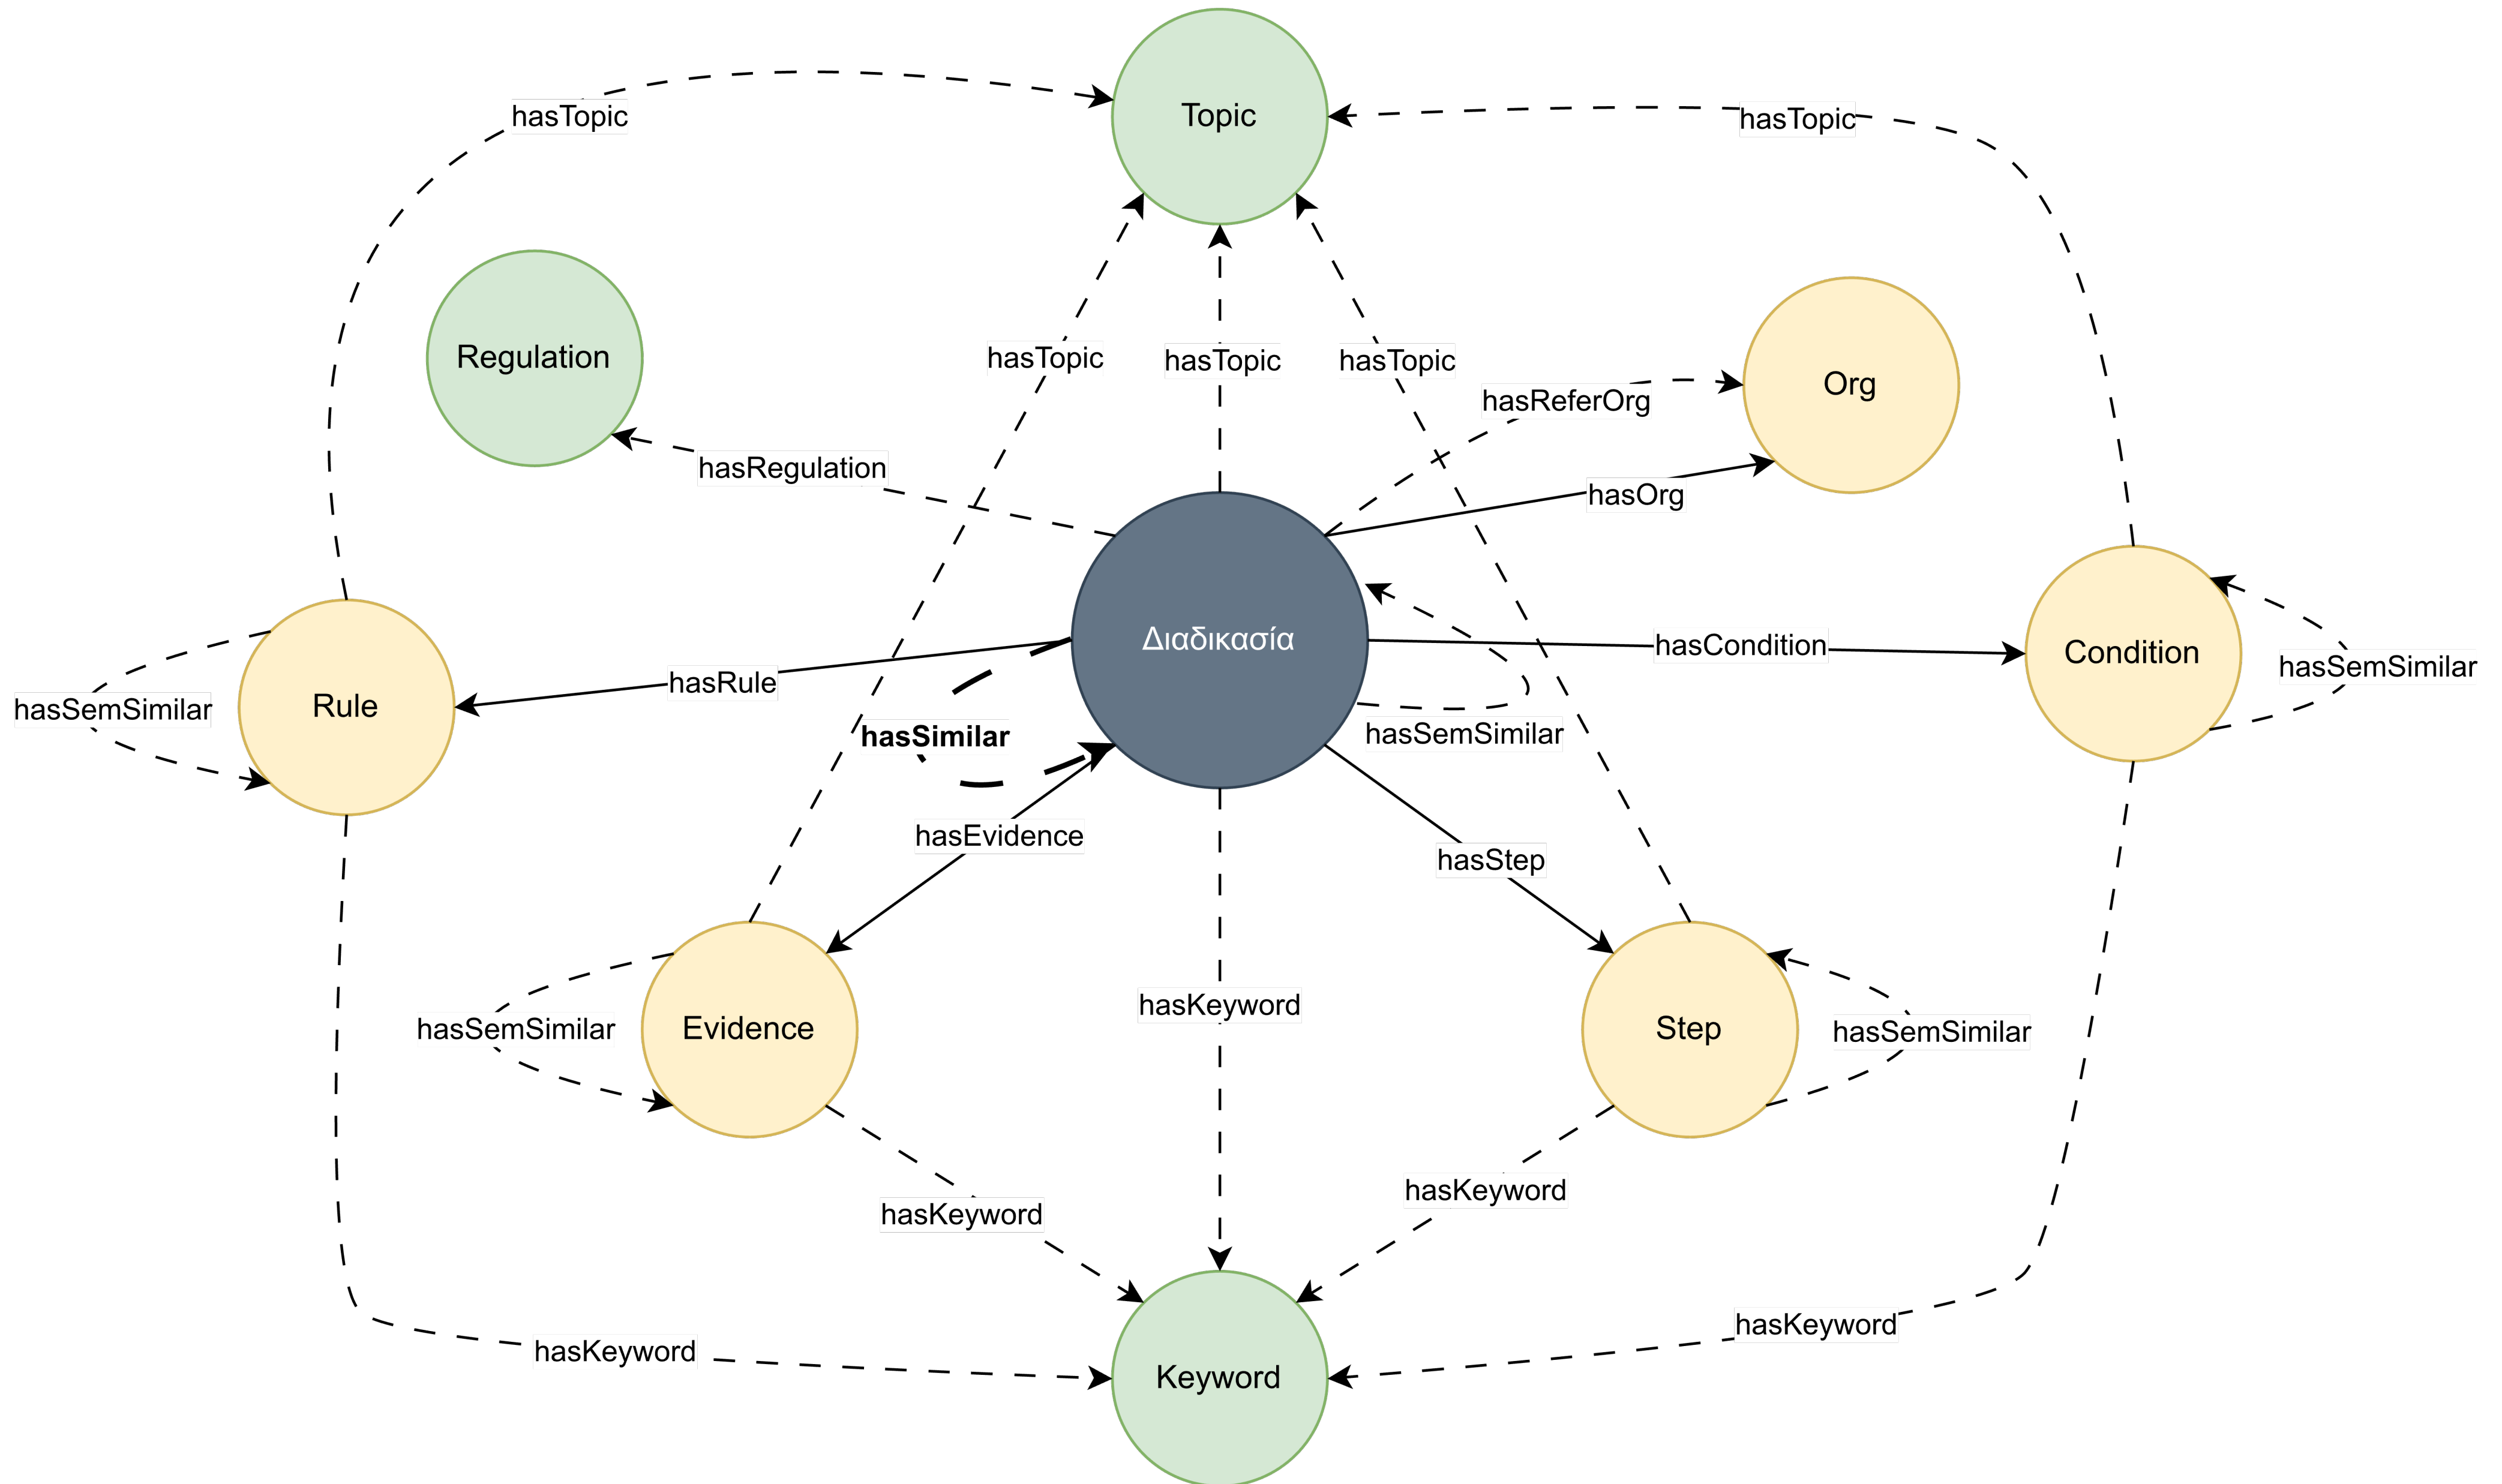 Topic
hasTopic
hasTopic
Regulation
hasTopic
hasTopic
hasTopic
Org
hasReferOrg
hasRegulation
hasOrg
Διαδικασία
hasCondition
Condition
hasSemSimilar
hasRule
Rule
hasSemSimilar
hasSimilar
hasSemSimilar
hasEvidence
hasStep
hasKeyword
Evidence
hasSemSimilar
Step
hasSemSimilar
hasKeyword
hasKeyword
hasKeyword
hasKeyword
Keyword